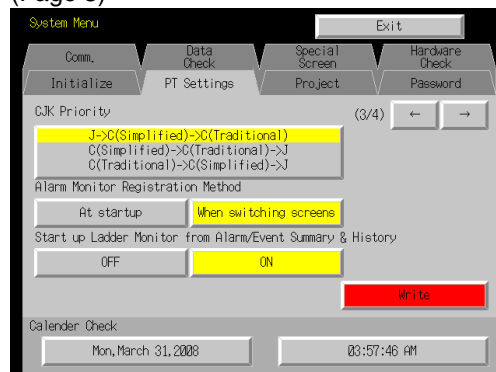 System Menu
Exit
Comm.
Data Check
Special Screen
Hardware Check
Initialize
PT Settings
Project
Password
CJK Priority
(3/4)
←
→
J->C(Simplified)->C(Traditional)
C(Simplified)->C(Traditional)->J
C(Traditional)->C(Simplified)->J
Alarm Monitor Registration Method
At startup
When switching screens
Start up Ladder Monitor from Alarm/Event Summary & History
OFF
ON
Write
Calender Check
Mon,March 31,2008
03:57:46 AM